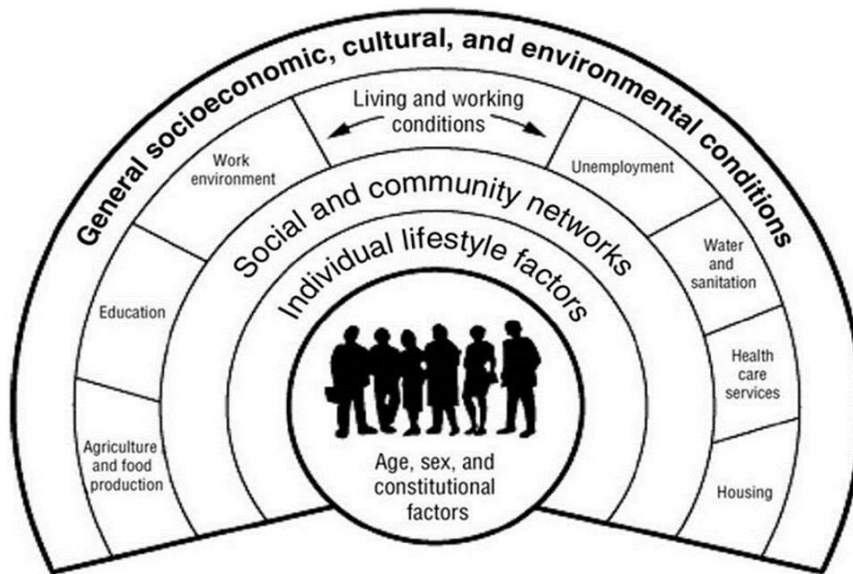 General socioeconomic, cultural, and environmental conditions
Living and working
conditions
Work
environment
Unemployment
Education
Water
and
sanitation
Agriculture
and food
production
Health
care
services
Housing
Social and community networks
Individual lifestyle factors
Age, sex, and
constitutional
factors